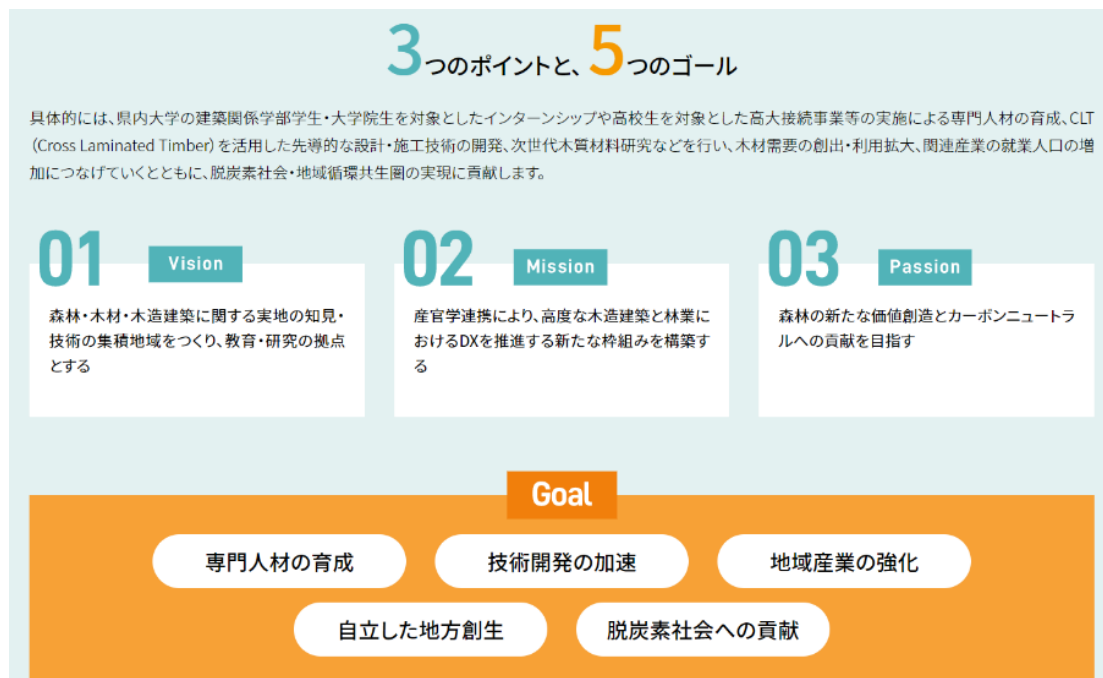 3つのポイントと、5つのゴール
具体的には、県内大学の建築関係学部学生・大学院生を対象としたインターンシップや高校生を対象とした高大接続事業等の実施による専門人材の育成、CLT
（Cross Laminated Timber）を活用した先導的な設計・施工技術の開発、次世代木質材料研究などを行い、木材需要の創出・利用拡大、関連産業の就業人口の増
加につなげていくとともに、脱炭素社会・地域循環共生圏の実現に貢献します。
01 Vision
森林・木材・木造建築に関する実地の知見・
技術の集積地域をつくり、教育・研究の拠点
とする
02 Mission
産官学連携により、高度な木造建築と林業に
おけるDXを推進する新たな枠組みを構築す
る
03 Passion
森林の新たな価値創造とカーボンニュートラ
ルへの貢献を目指す
Goal
専門人材の育成 技術開発の加速 地域産業の強化
自立した地方創生 脱炭素社会への貢献